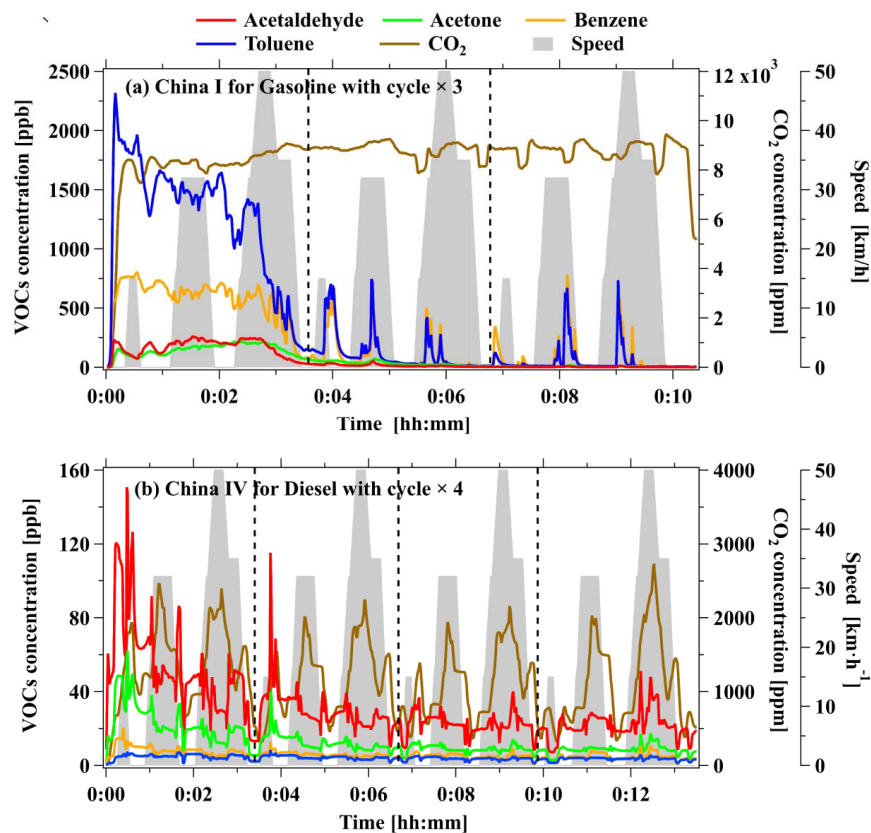 Acetaldehyde Acetone Benzene
Toluene CO₂ Speed
(a) China I for Gasoline with cycle × 3
VOCs concentration [ppb]
2500
2000
1500
1000
500
0
12 x10³
10
8
6
4
2
0
CO₂ concentration [ppm]
50
40
30
20
10
0
Speed [km/h]
0:00 0:02 0:04 0:06 0:08 0:10
Time [hh:mm]
(b) China IV for Diesel with cycle × 4
VOCs concentration [ppb]
160
120
80
40
0
4000
3000
2000
1000
0
CO₂ concentration [ppm]
50
40
30
20
10
0
Speed [km·h⁻¹]
0:00 0:02 0:04 0:06 0:08 0:10 0:12
Time [hh:mm]